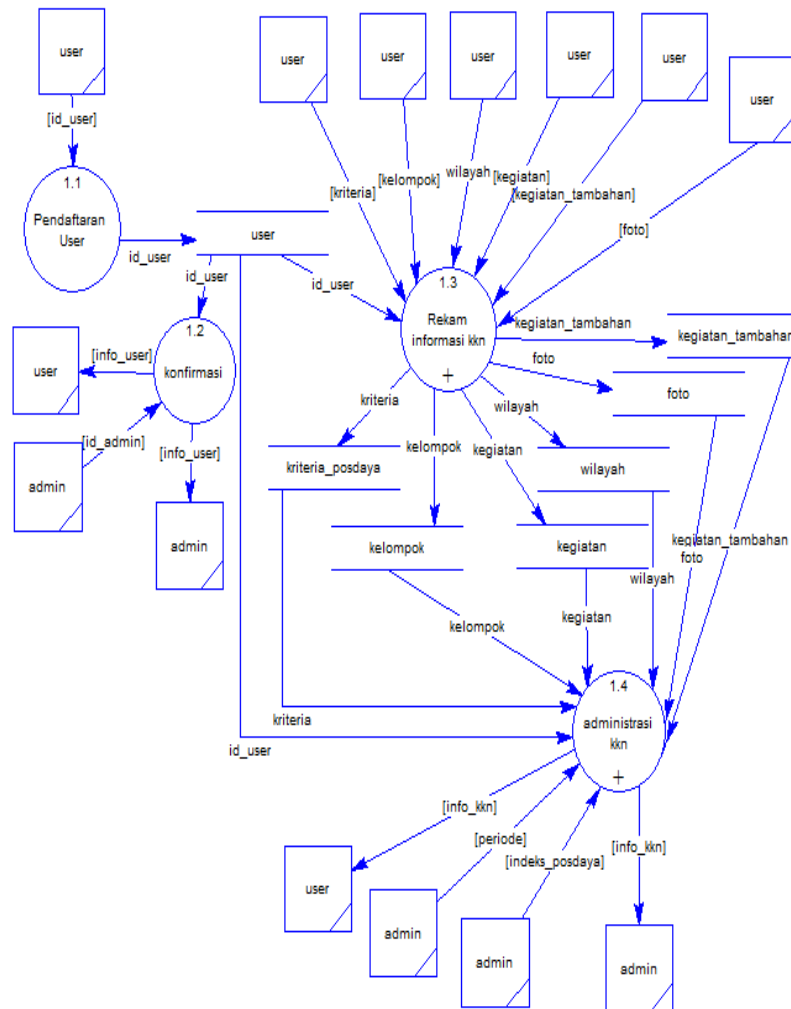 user
user
user
user
user
user
user
[id_user]
1.1
Pendaftaran
User
[kriteria]
[kelompok]
wilayah
[kegiatan]
[kegiatan_tambahan]
[foto]
id_user
user
id_user
id_user
1.3
Rekam
informasi kkn
+
kegiatan_tambahan
kegiatan_tambahan
foto
foto
1.2
konfirmasi
[info_user]
user
[id_admin]
admin
[info_user]
admin
kriteria
kelompok
kegiatan
wilayah
kriteria_posdaya
wilayah
kelompok
kegiatan
kegiatan_tambahan
foto
wilayah
kelompok
kegiatan
kriteria
id_user
1.4
administrasi
kkn
+
[info_kkn]
[periode]
[indeks_posdaya]
[info_kkn]
user
admin
admin
admin